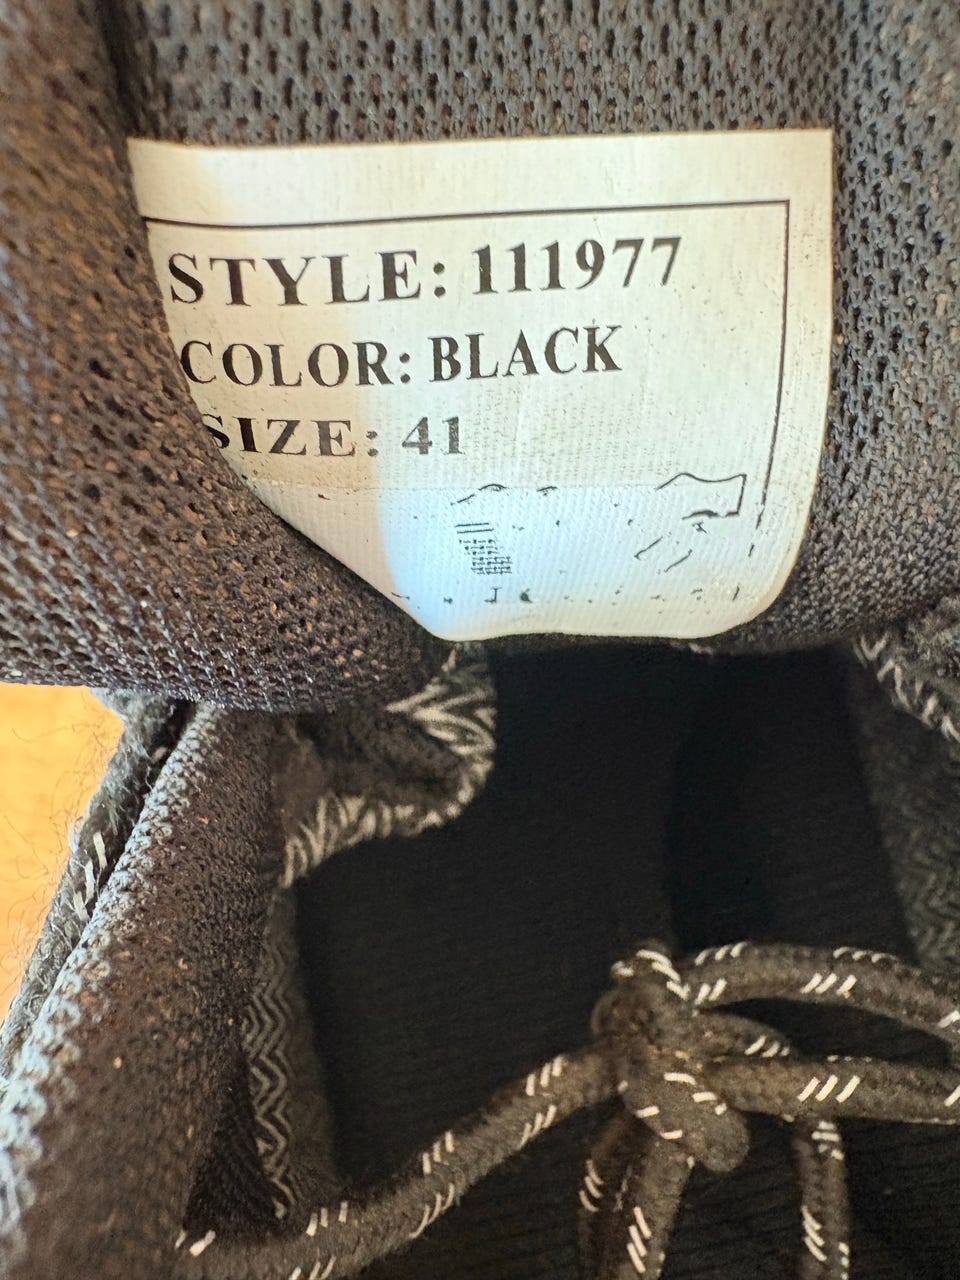 STYLE: 111977
COLOR: BLACK
SIZE: 41